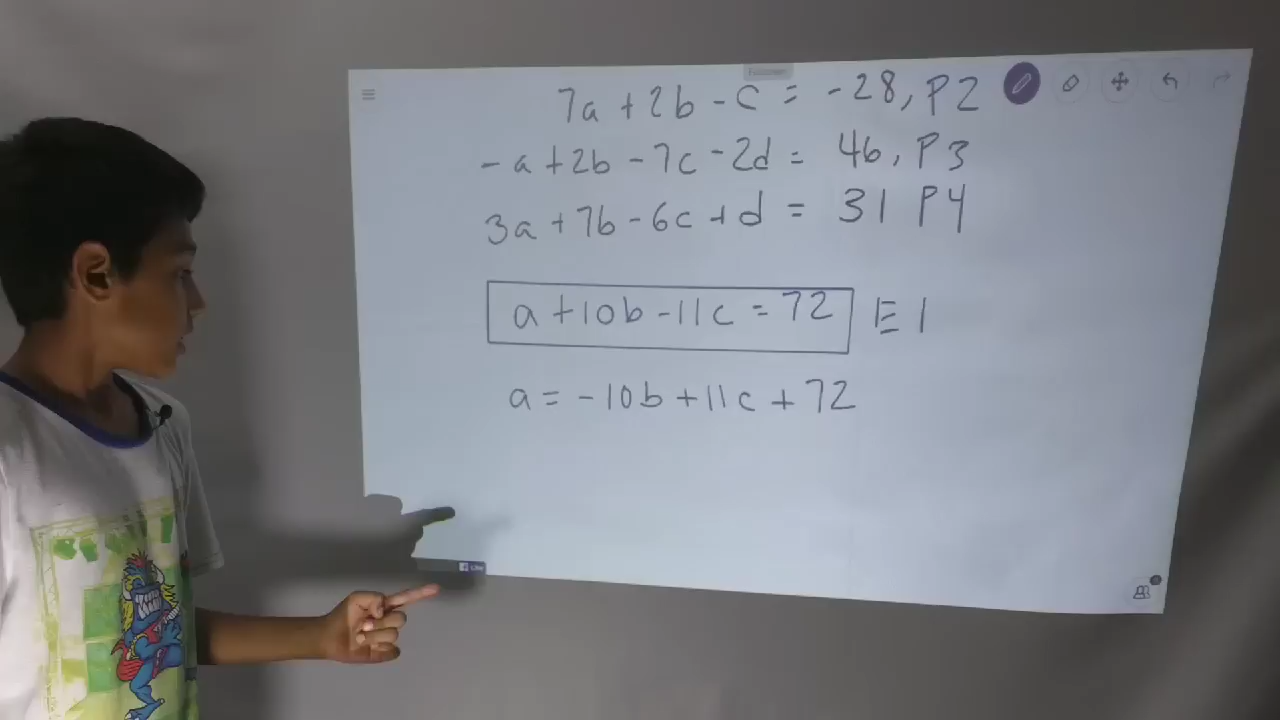 7a + 2b - c = -28, P2
-a + 2b - 7c - 2d = 46, P3
3a + 7b - 6c + d = 31 P4
a + 10b - 11c = 72 E1
a = -10b + 11c + 72